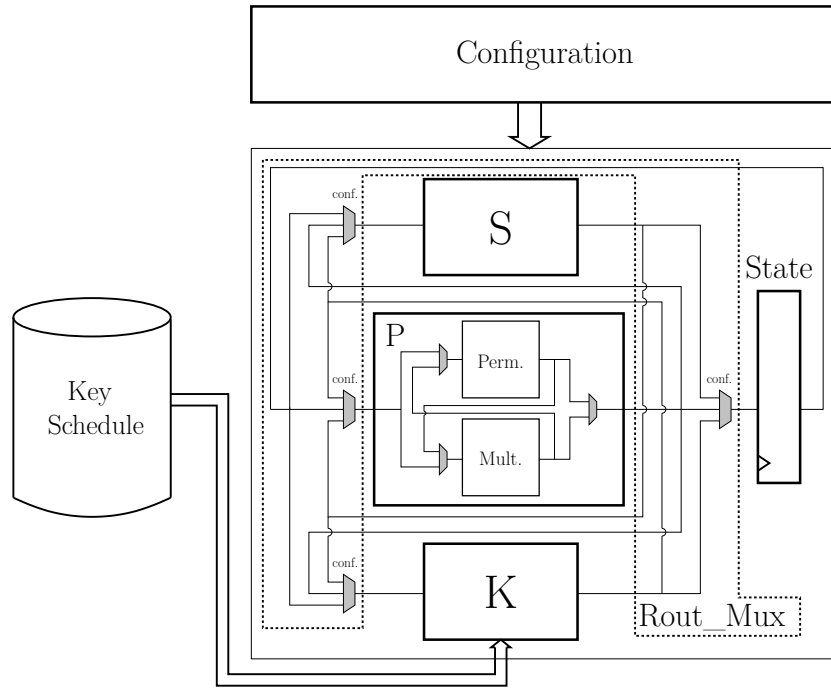 Configuration
conf.
S
State
P
Perm.
conf.
conf.
Key
Schedule
Mult.
conf.
K
Rout_Mux